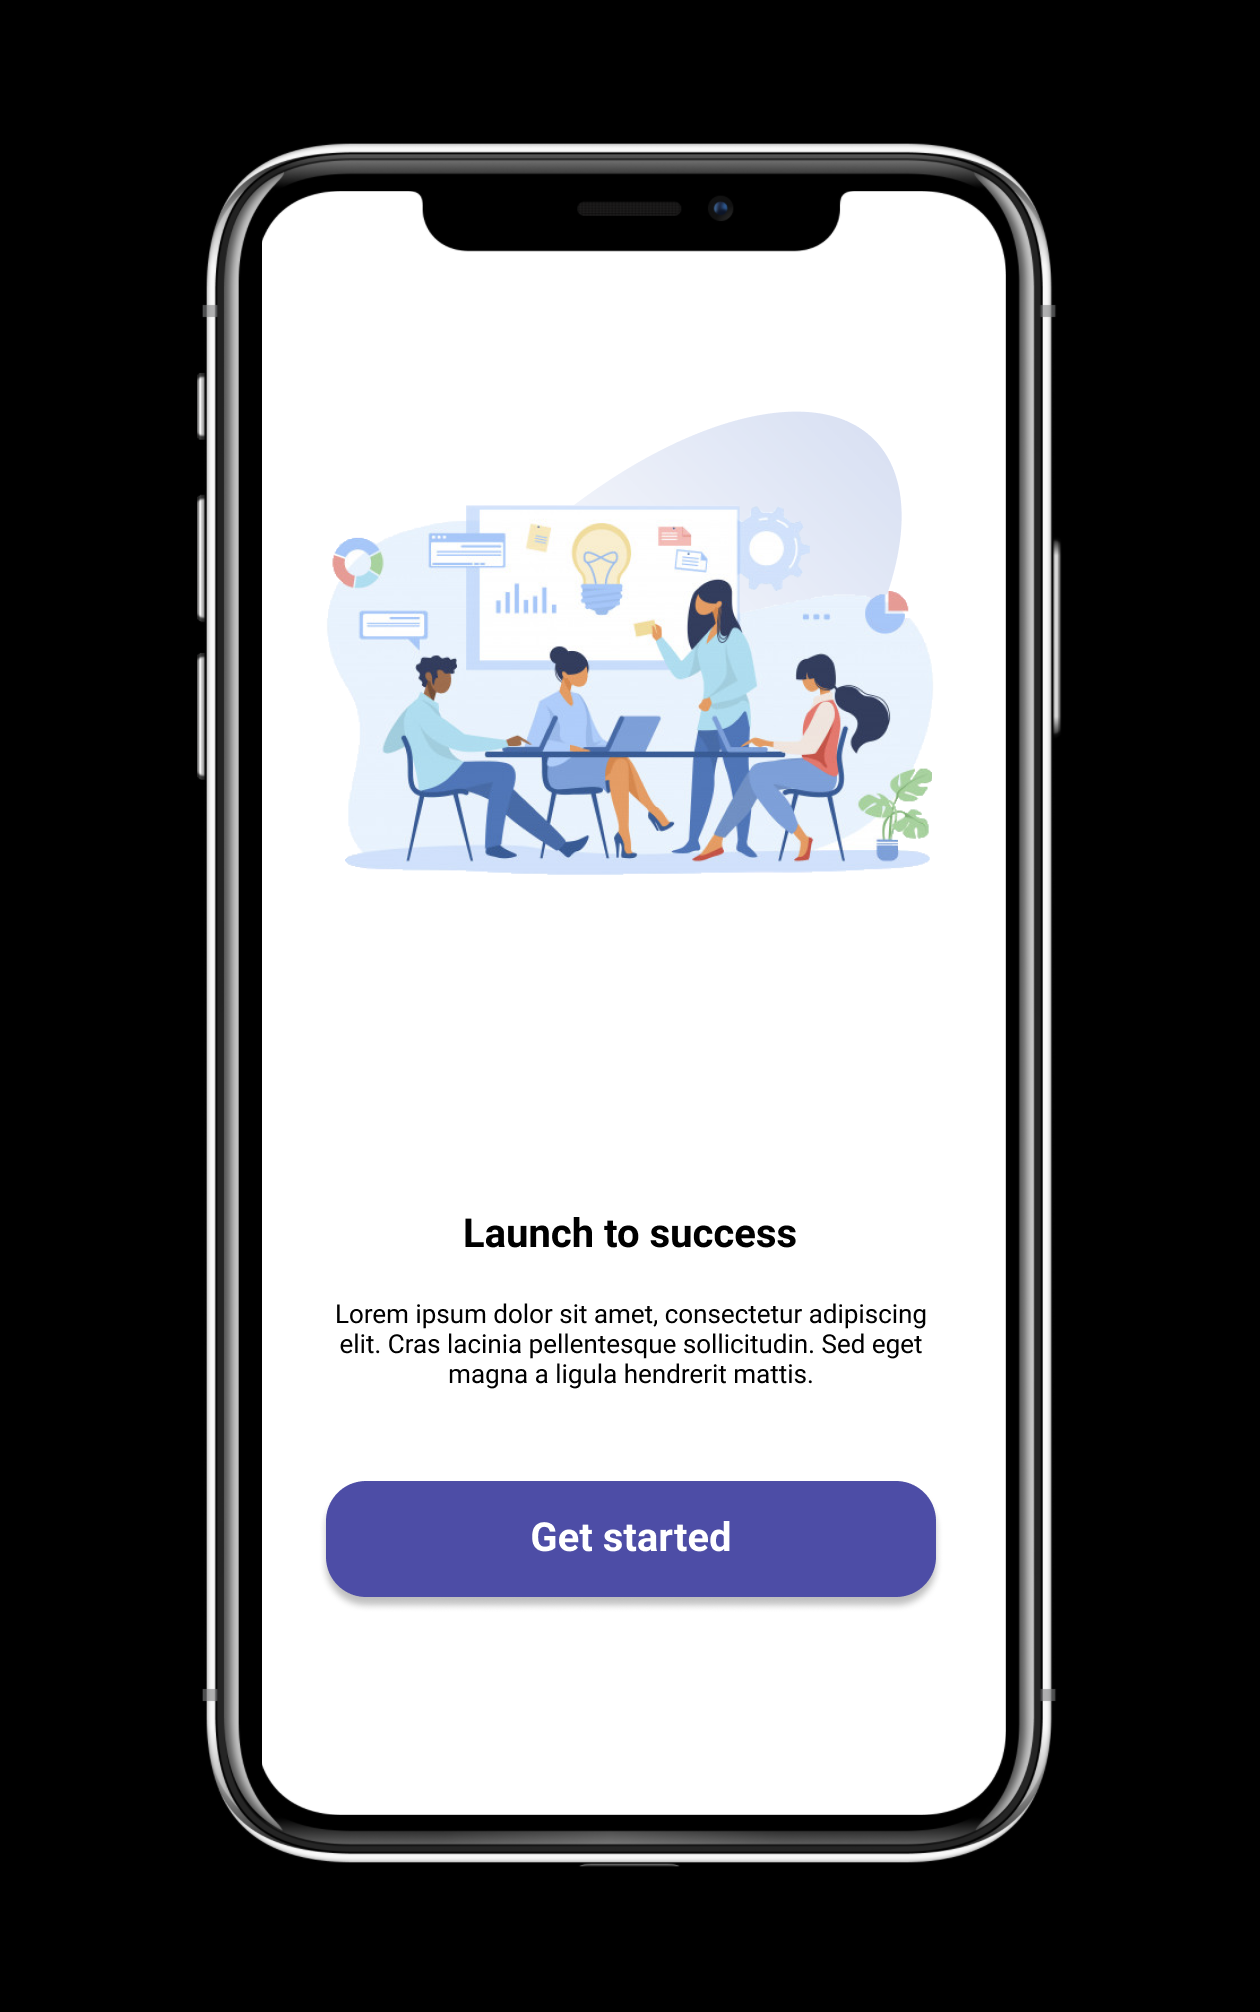 Launch to success
Lorem ipsum dolor sit amet, consectetur adipiscing
elit. Cras lacinia pellentesque sollicitudin. Sed eget
magna a ligula hendrerit mattis.
Get started